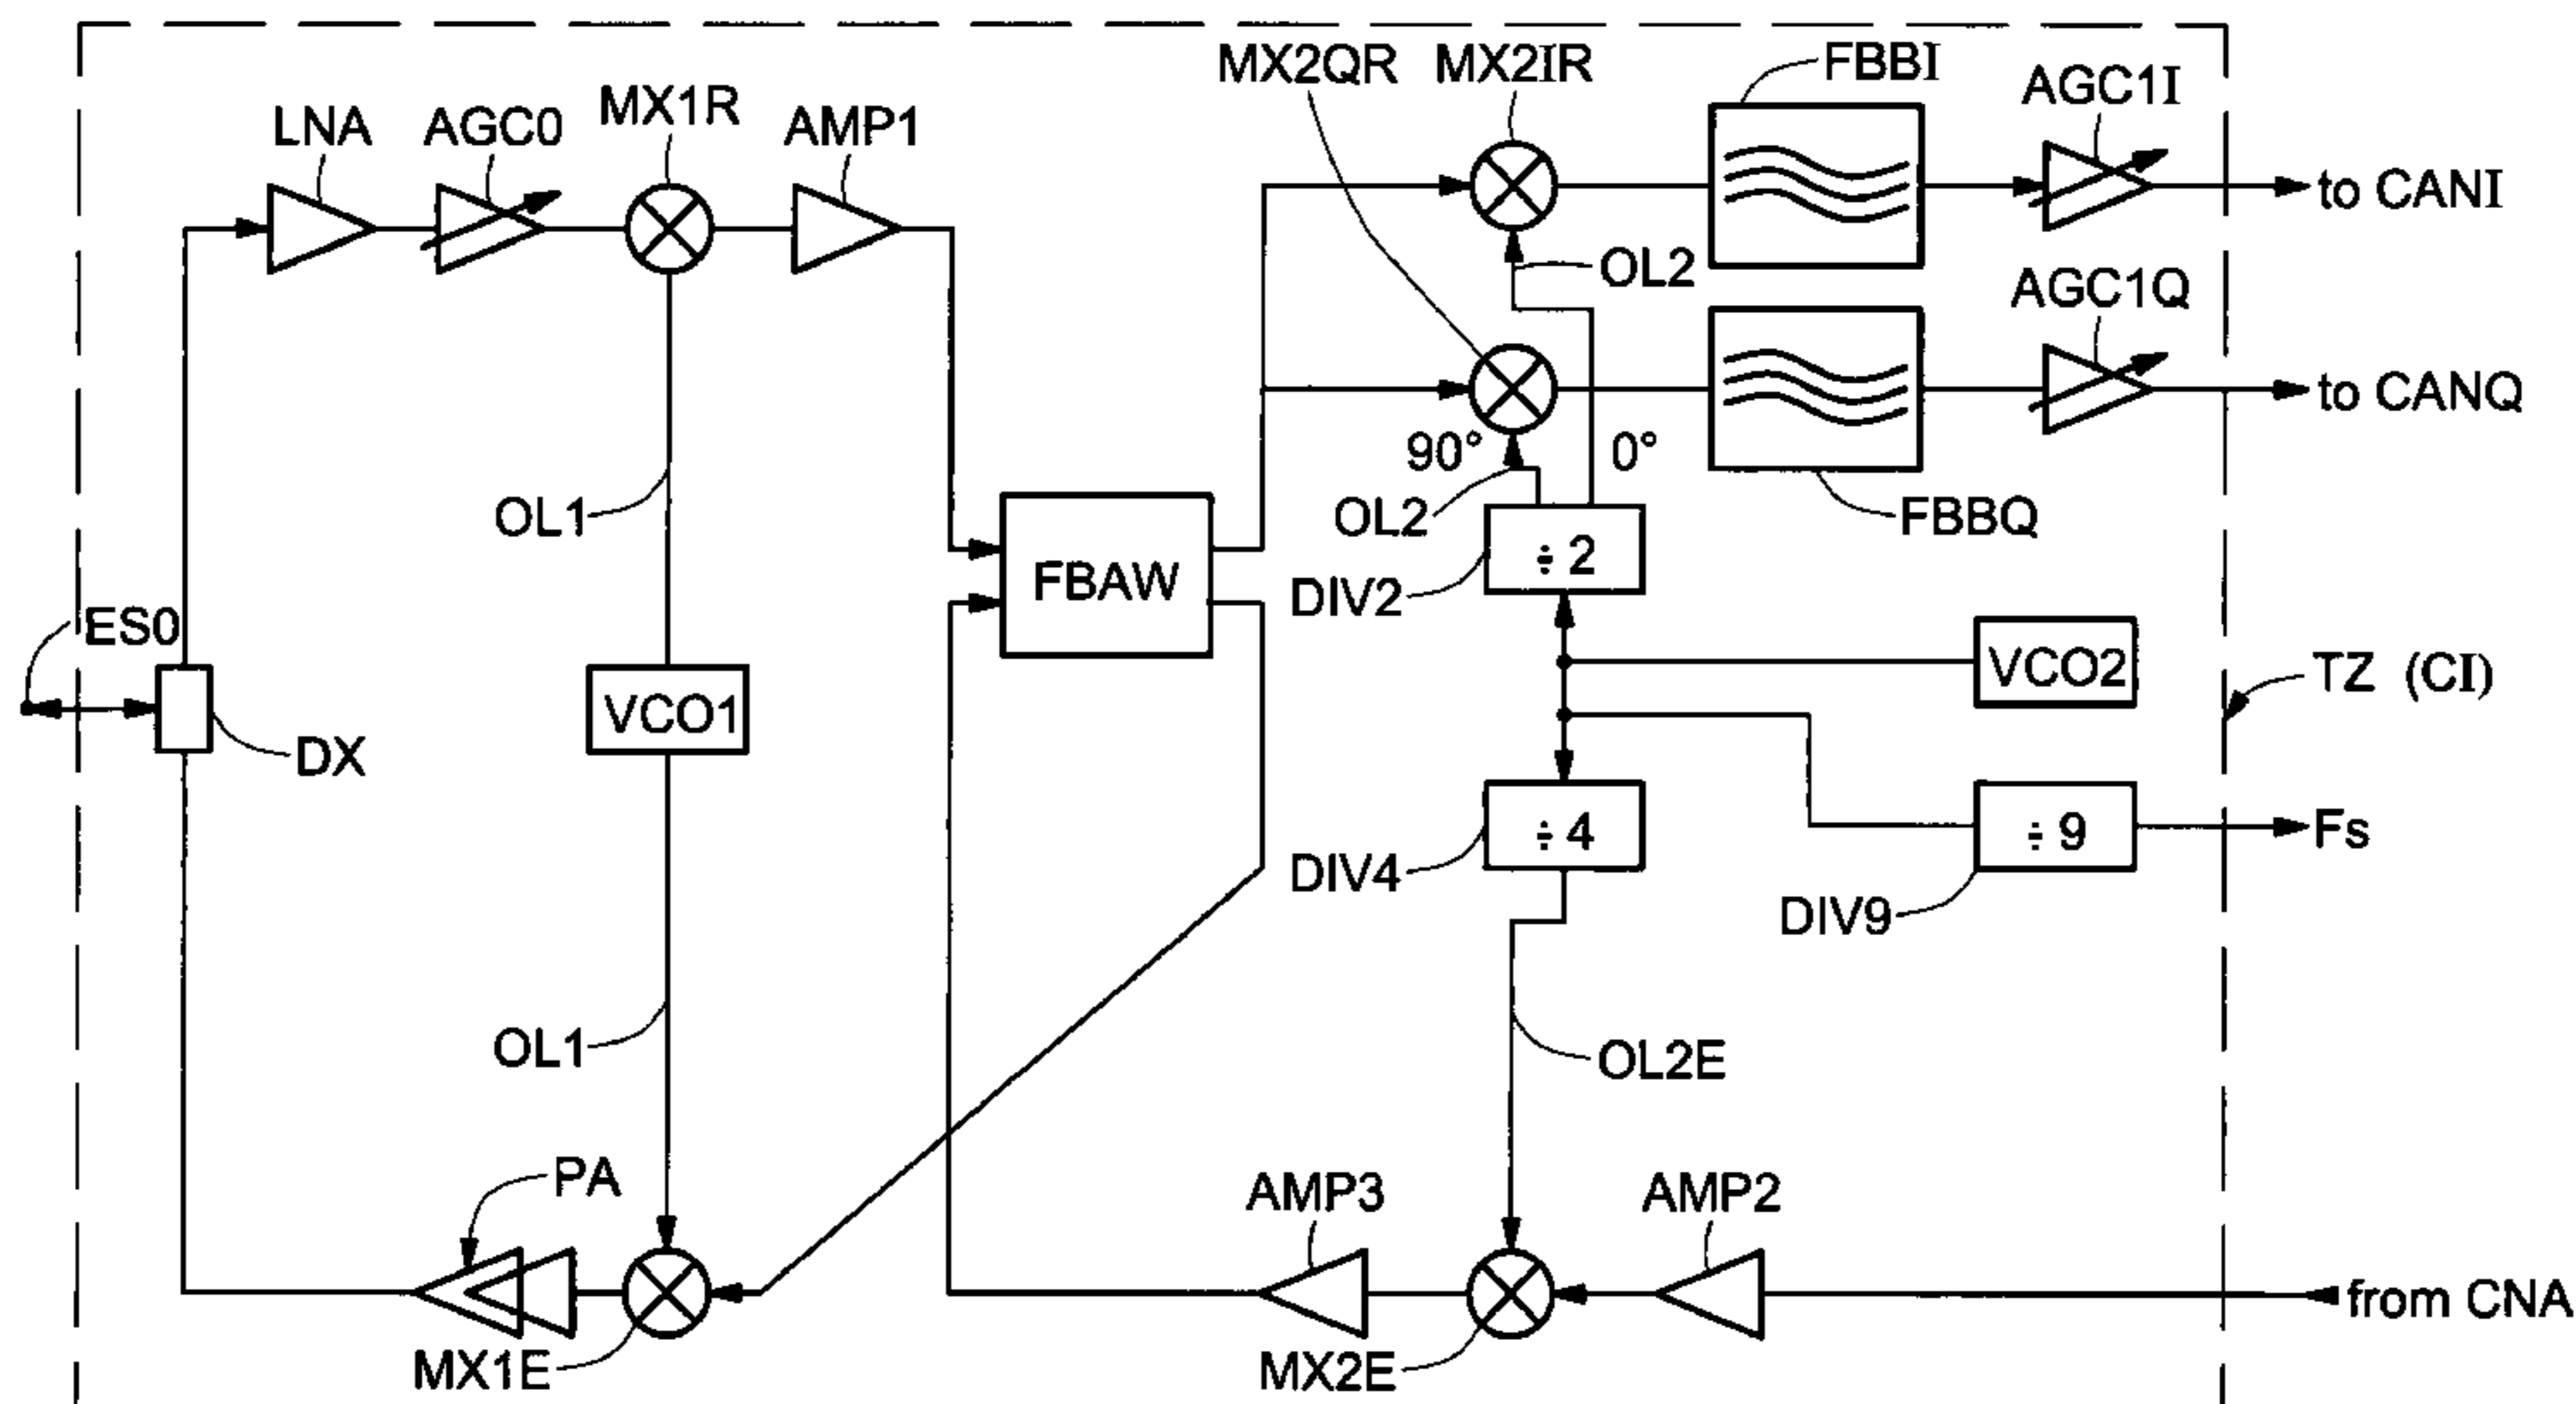 MX2QR MX2IR FBBI
AGC1I
LNA AGC0 MX1R AMP1
to CANI
OL2
AGC1Q
to CANQ
90° 0°
OL1 OL2 FBBQ
÷ 2
FBAW
DIV2
ES0
VCO1 VCO2 TZ (CI)
DX
÷ 4 ÷ 9 Fs
DIV4
DIV9
OL1 OL2E
PA AMP3 AMP2
from CNA
MX1E MX2E